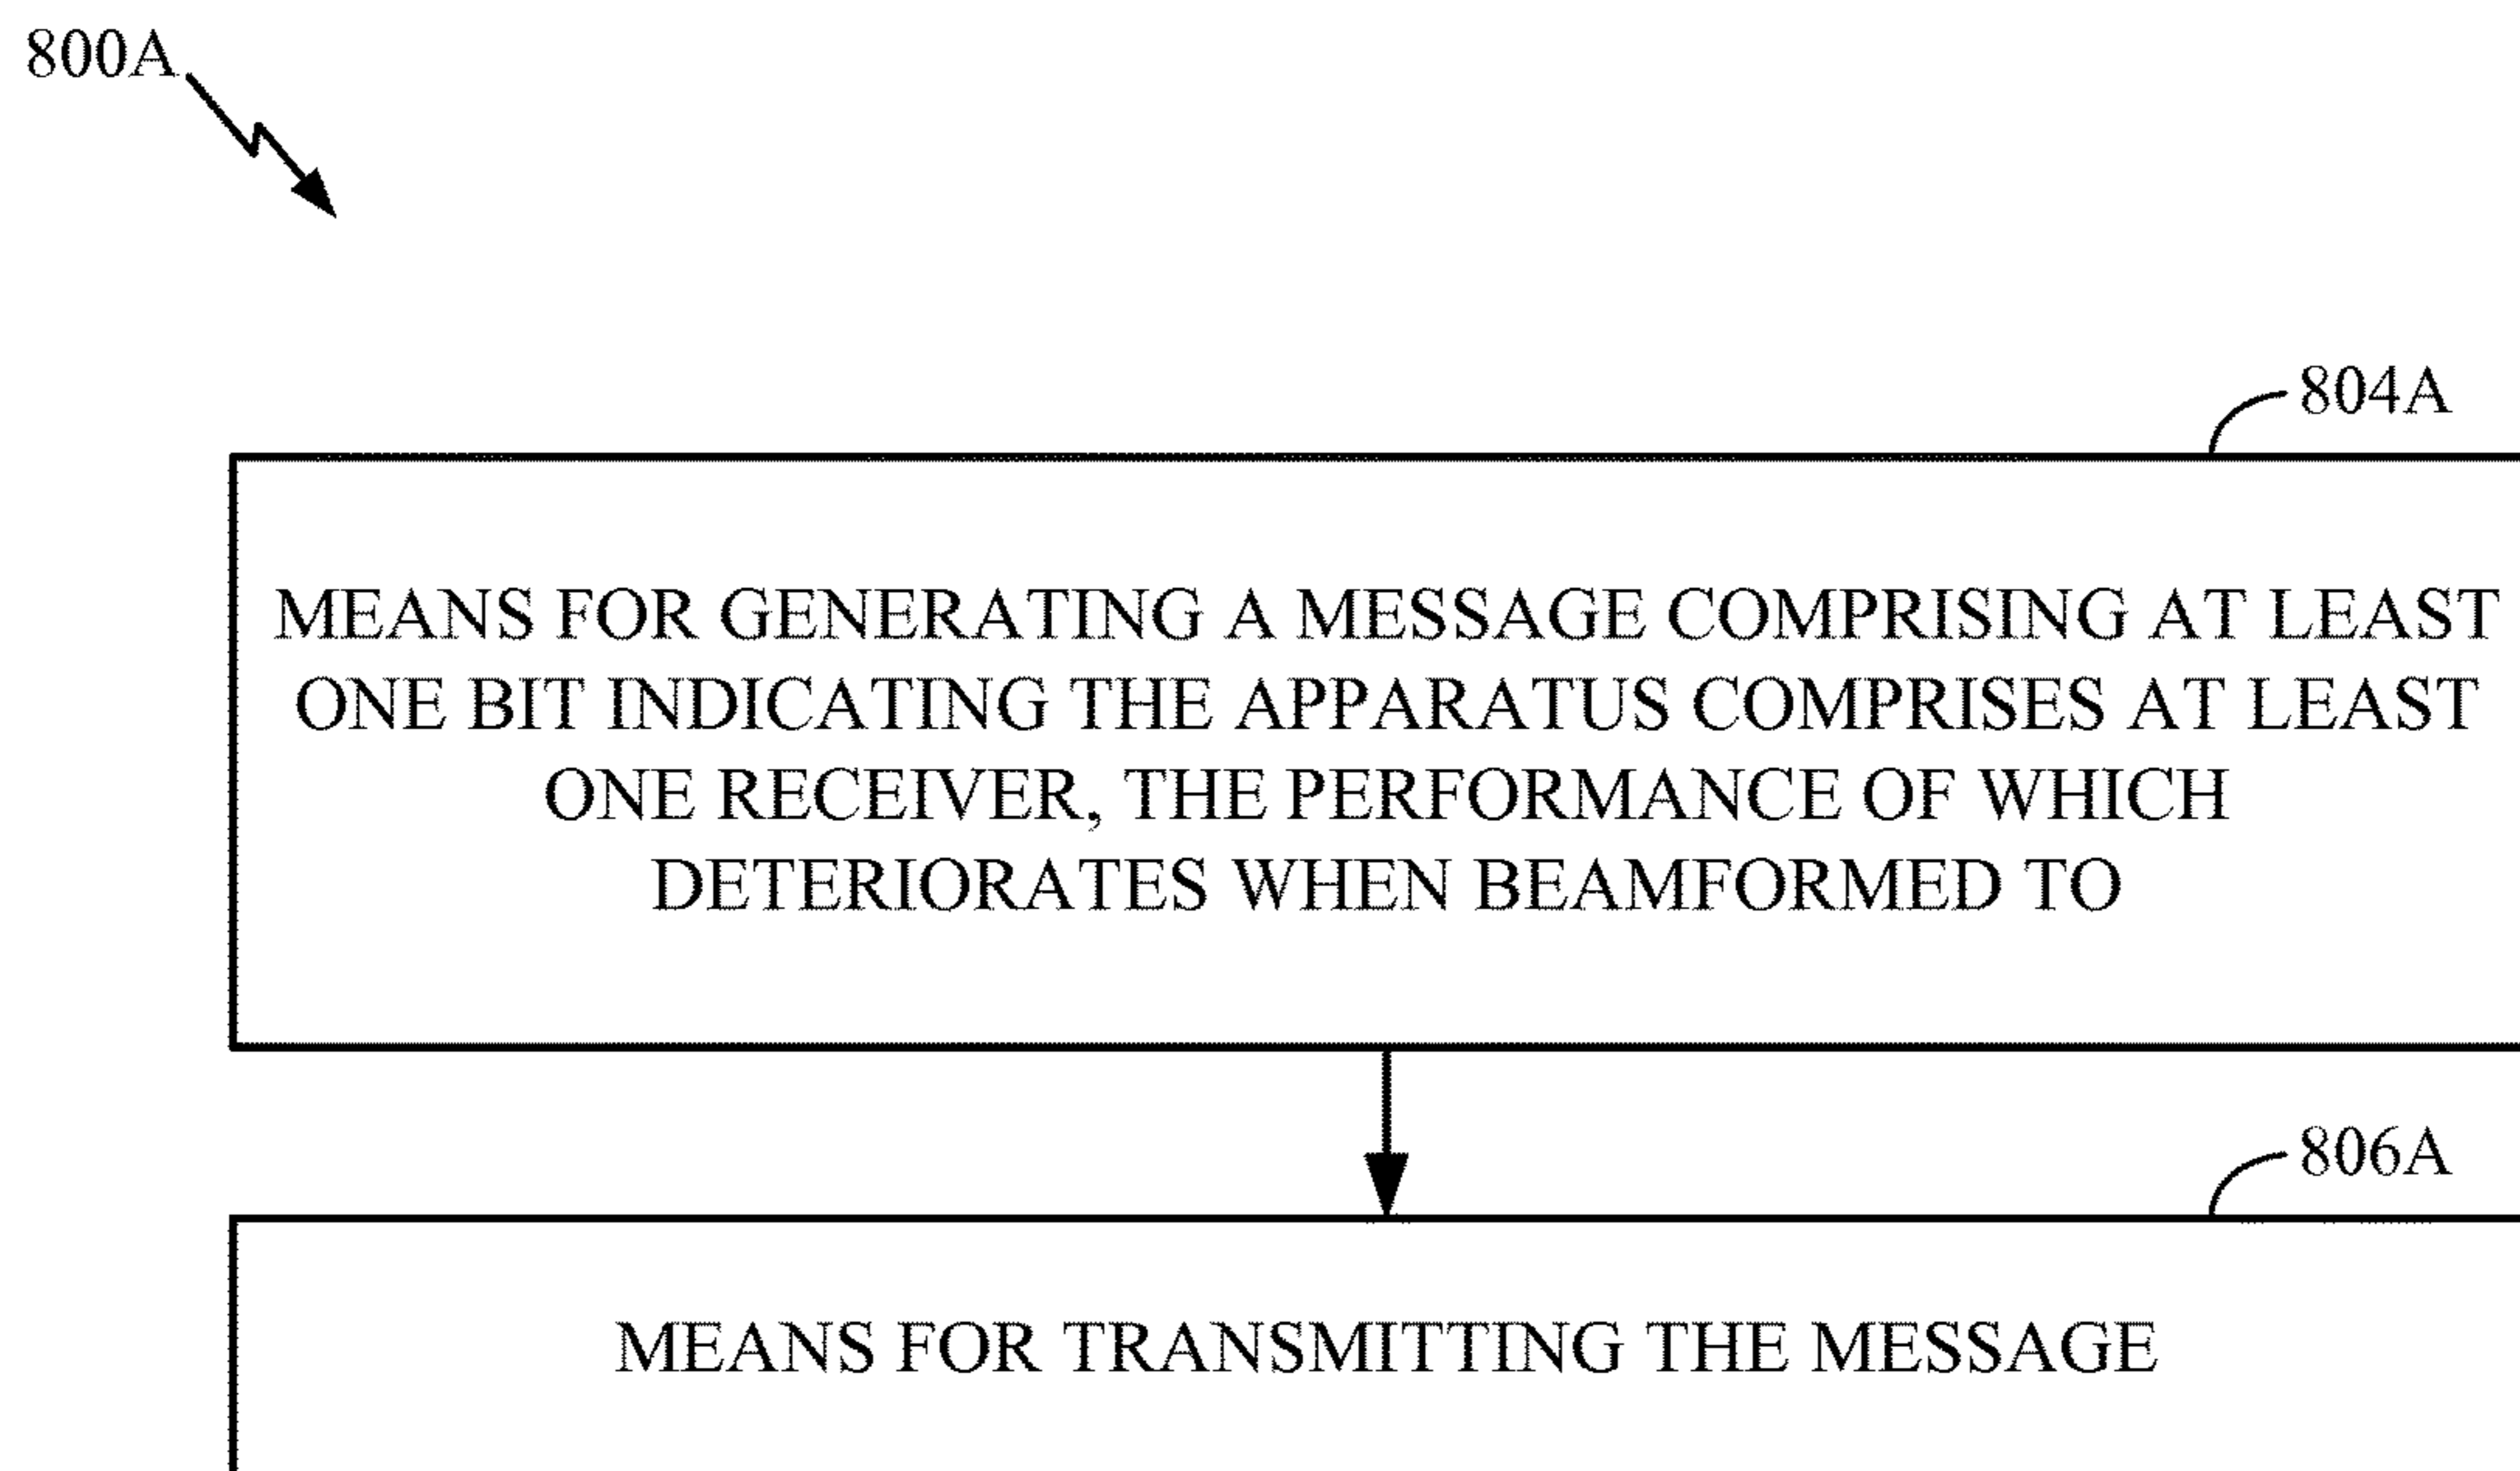 800A
804A
MEANS FOR GENERATING A MESSAGE COMPRISING AT LEAST
ONE BIT INDICATING THE APPARATUS COMPRISES AT LEAST
ONE RECEIVER, THE PERFORMANCE OF WHICH
DETERIORATES WHEN BEAMFORMED TO
806A
MEANS FOR TRANSMITTING THE MESSAGE